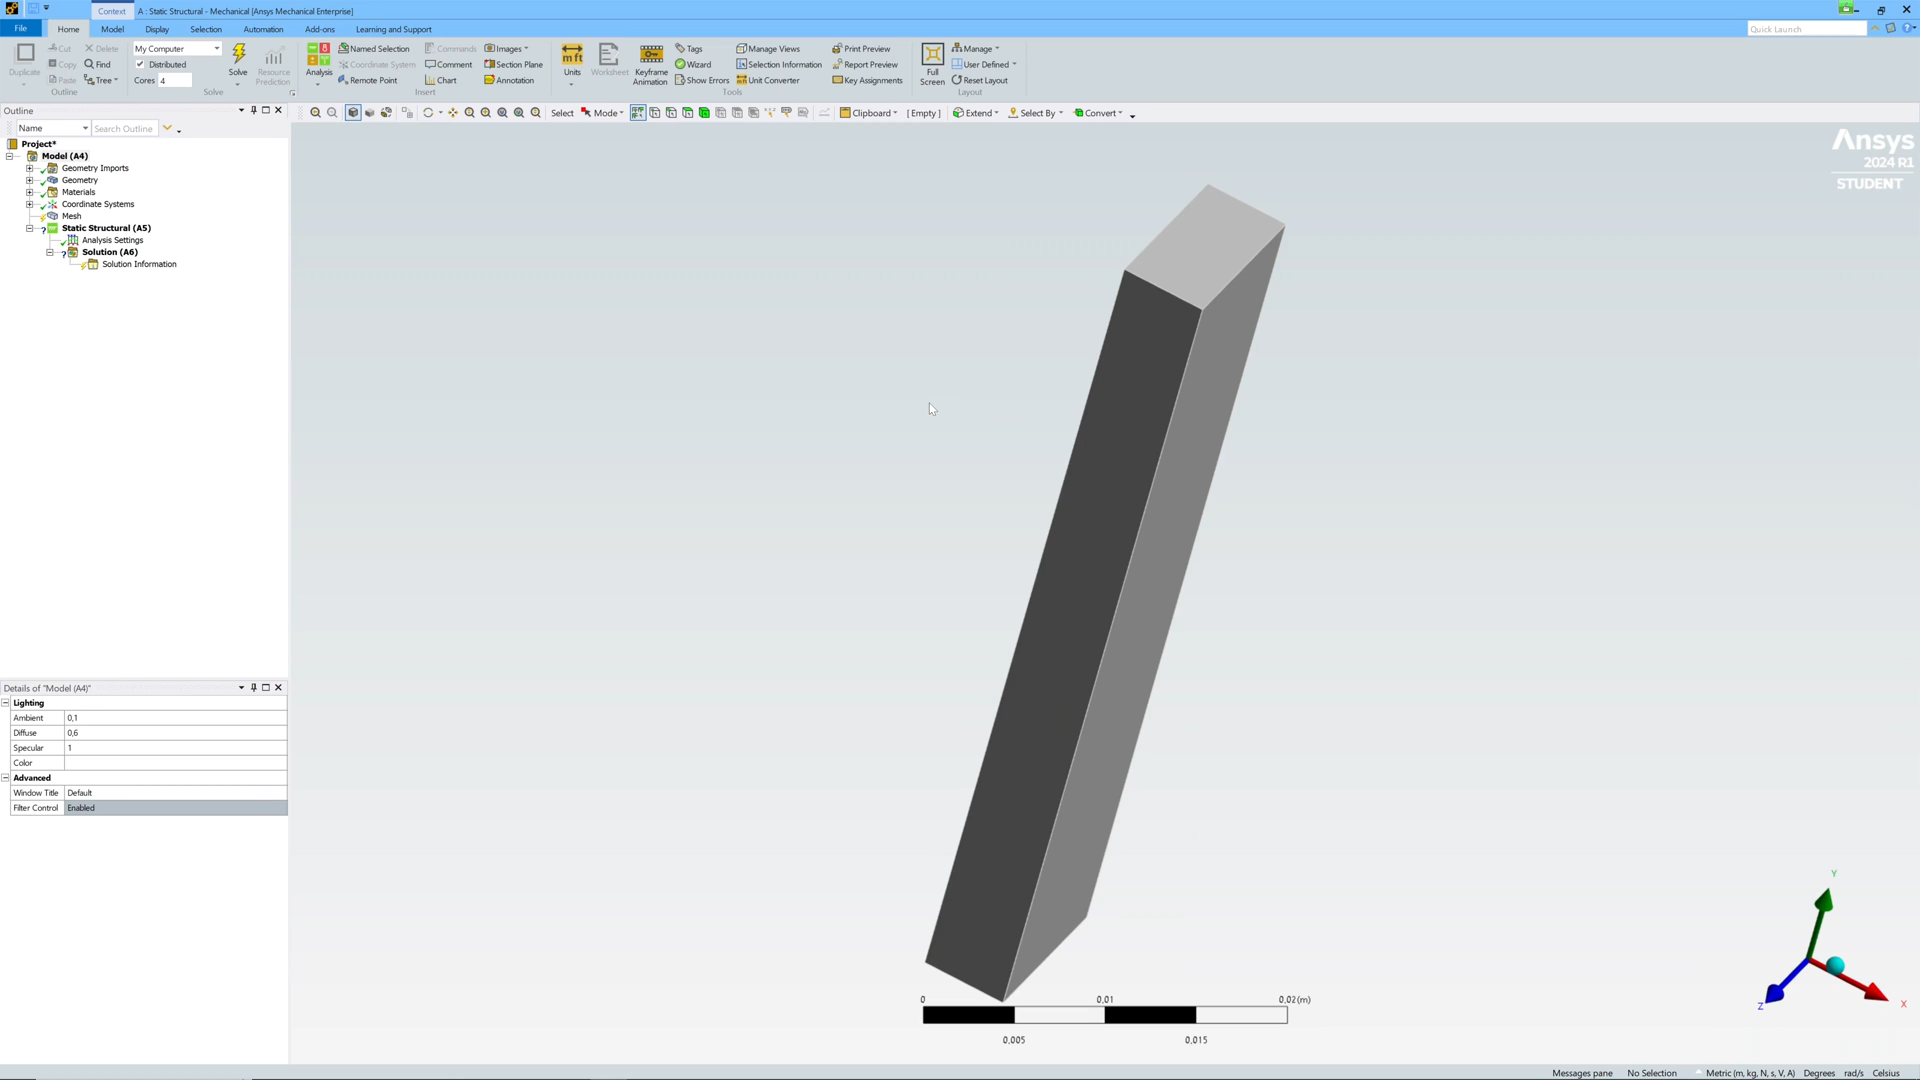 Context A : Static Structural - Mechanical [Ansys Mechanical Enterprise]
File Home Model Display Selection Automation Add-ons Learning and Support Quick Launch
Duplicate
Cut Delete
Copy Find
Paste Tree
Outline
My Computer
Distributed
Cores 4
Solve
Resource Prediction
Solve
Analysis
Named Selection Commands Images
Coordinate System Comment Section Plane
Remote Point Chart Annotation
Insert
Units
Worksheet
Keyframe Animation
Tags Manage Views Print Preview
Wizard Selection Information Report Preview
Show Errors Unit Converter Key Assignments
Tools
Full Screen
Manage
User Defined
Reset Layout
Layout
Outline
Select Mode Clipboard [ Empty ] Extend Select By Convert
Name Search Outline
Project*
Model (A4)
Geometry Imports
Geometry
Materials
Coordinate Systems
Mesh
Static Structural (A5)
Analysis Settings
Solution (A6)
Solution Information
Ansys
2024 R1
STUDENT
Details of "Model (A4)"
Lighting
Ambient 0,1
Diffuse 0,6
Specular 1
Color
Advanced
Window Title Default
Filter Control Enabled
0 0,01 0,02 (m)
0,005 0,015
Y
Z
X
Messages pane No Selection Metric (m, kg, N, s, V, A) Degrees rad/s Celsius